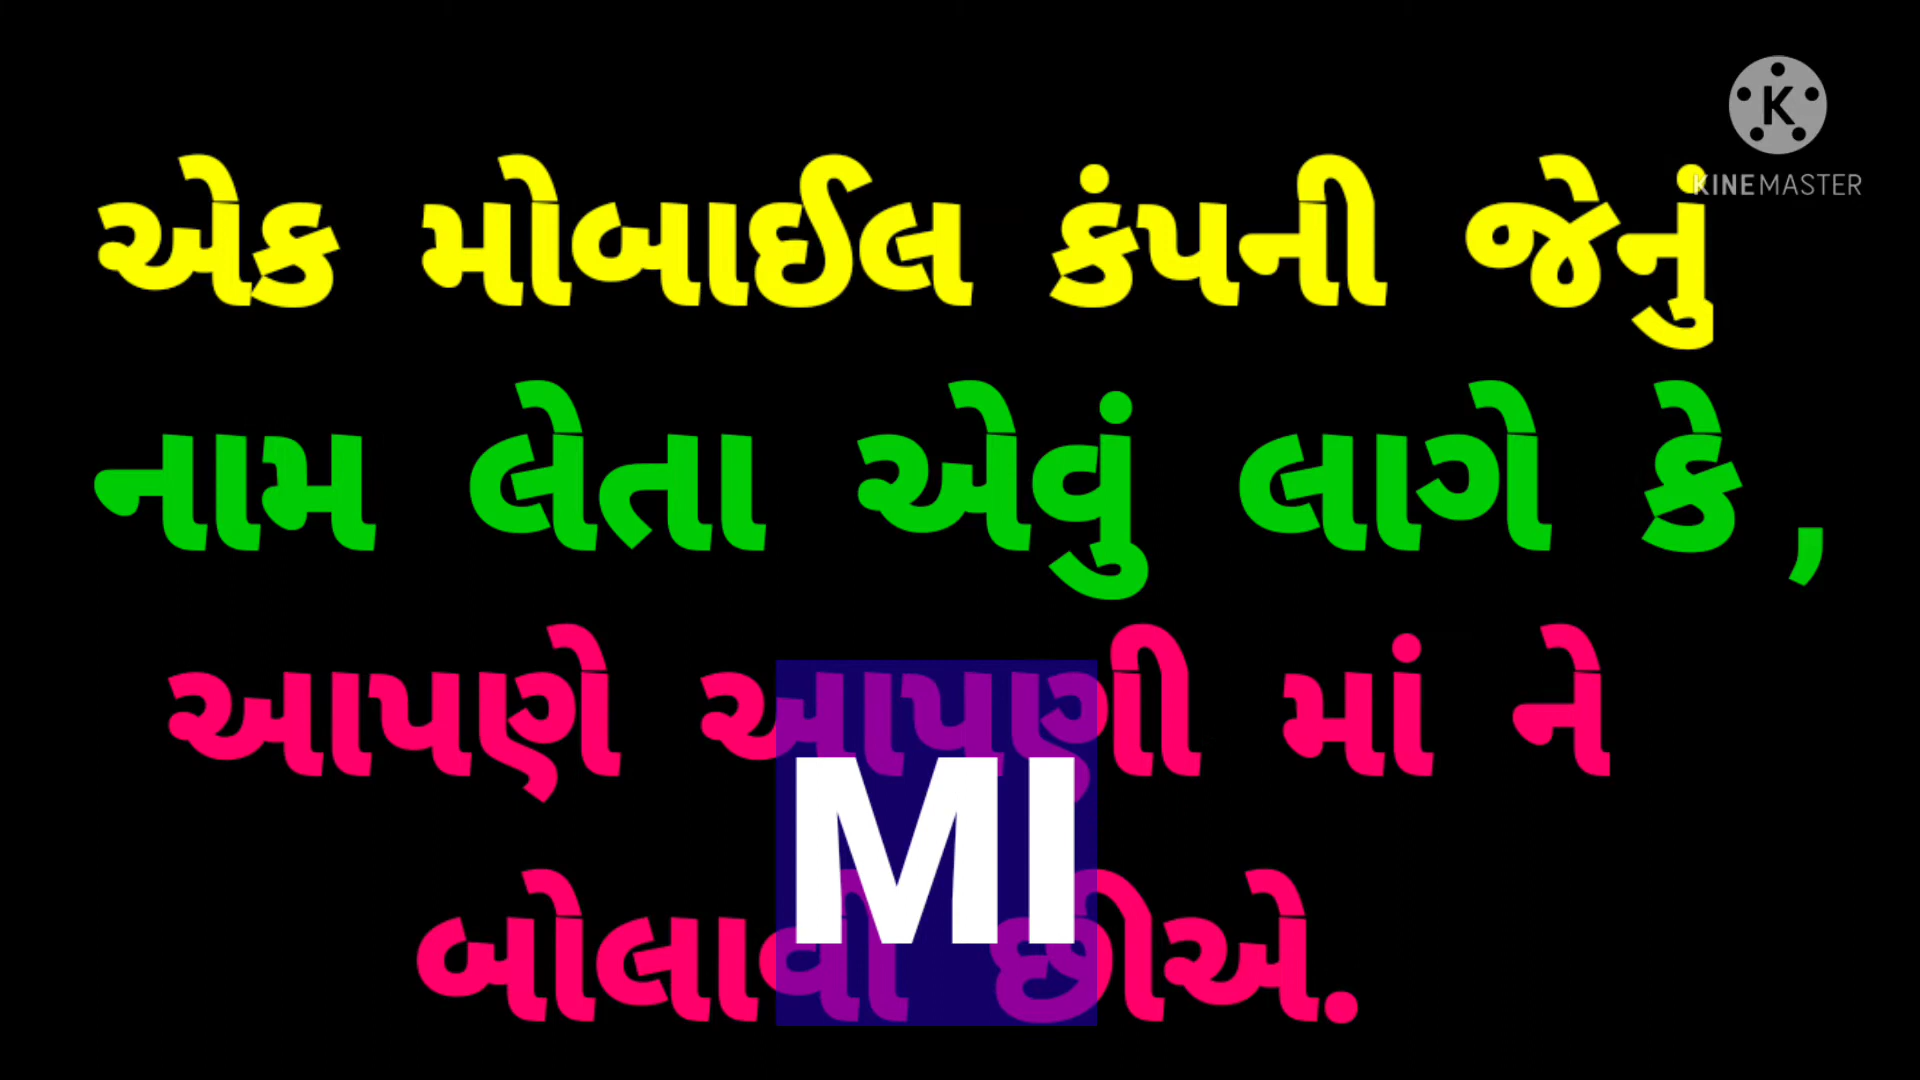 KINEMASTER
એક મોબાઈલ કંપની જેનું
નામ લેતા એવું લાગે કે,
આપણે આપણી માં ને
બોલાવી છીએ.
MI